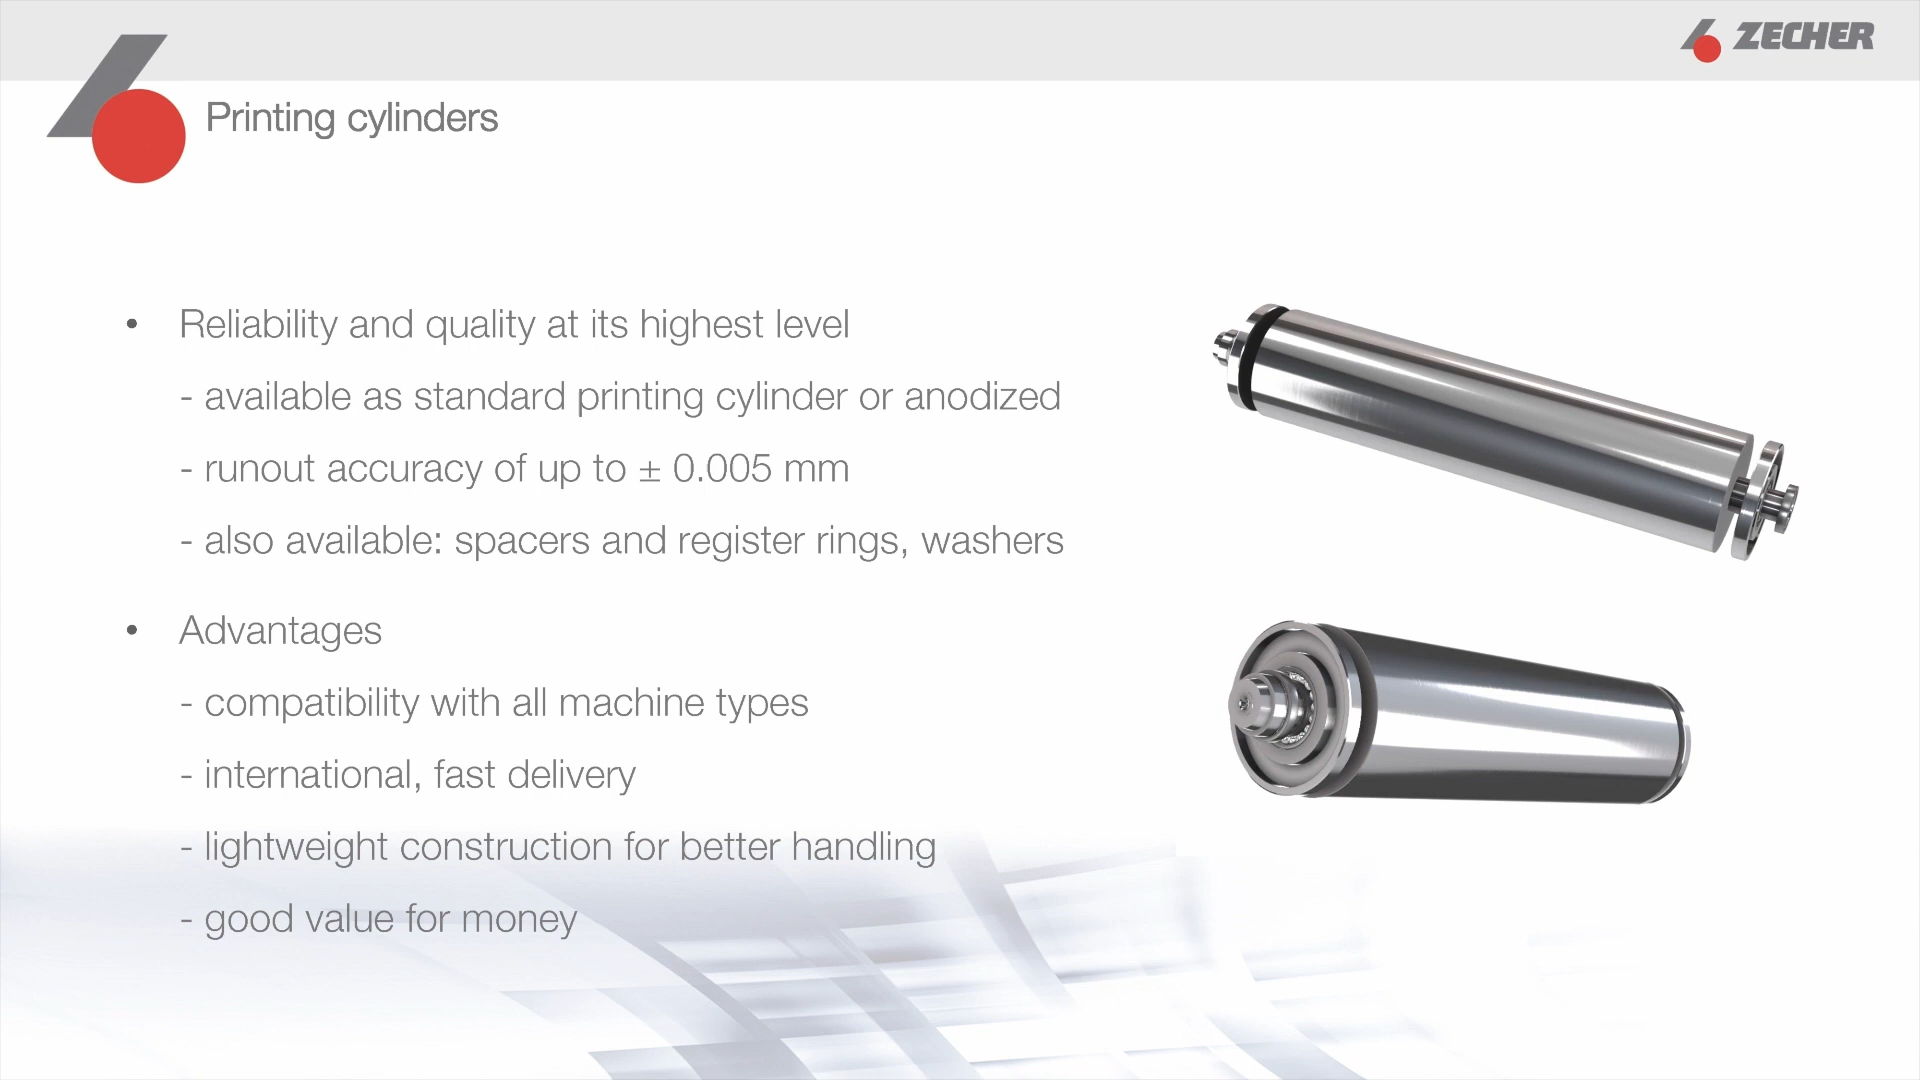 ZECHER
Printing cylinders
• Reliability and quality at its highest level
- available as standard printing cylinder or anodized
- runout accuracy of up to ± 0.005 mm
- also available: spacers and register rings, washers
• Advantages
- compatibility with all machine types
- international, fast delivery
- lightweight construction for better handling
- good value for money